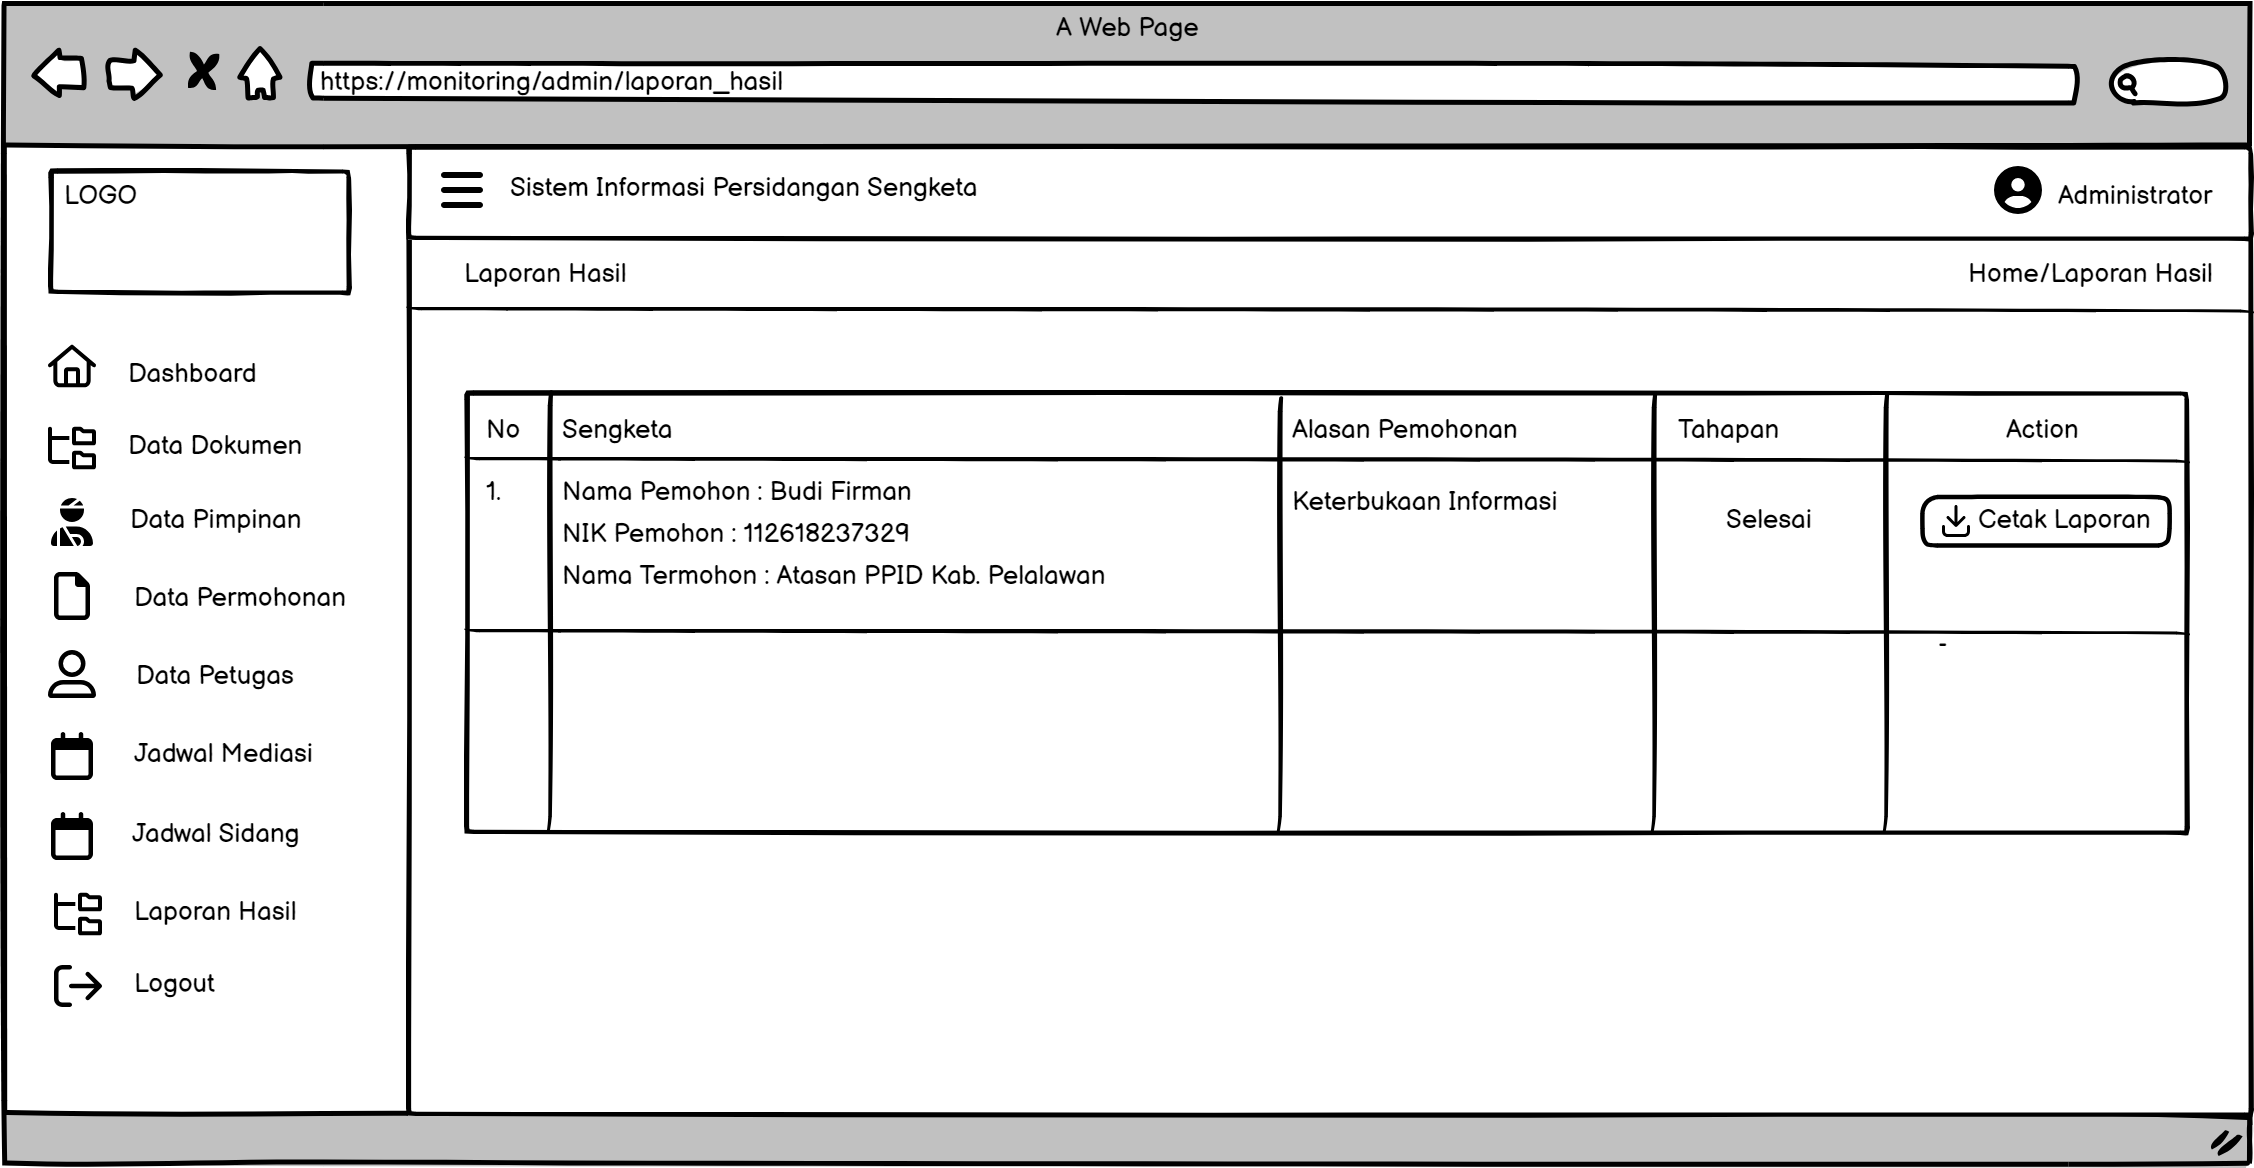 A Web Page
https://monitoring/admin/laporan_hasil
LOGO
Sistem Informasi Persidangan Sengketa
Administrator
Laporan Hasil
Home/Laporan Hasil
Dashboard
Data Dokumen
Data Pimpinan
Data Permohonan
Data Petugas
Jadwal Mediasi
Jadwal Sidang
Laporan Hasil
Logout
No
Sengketa
Alasan Pemohonan
Tahapan
Action
1.
Nama Pemohon : Budi Firman
NIK Pemohon : 112618237329
Nama Termohon : Atasan PPID Kab. Pelalawan
Keterbukaan Informasi
Selesai
Cetak Laporan
-